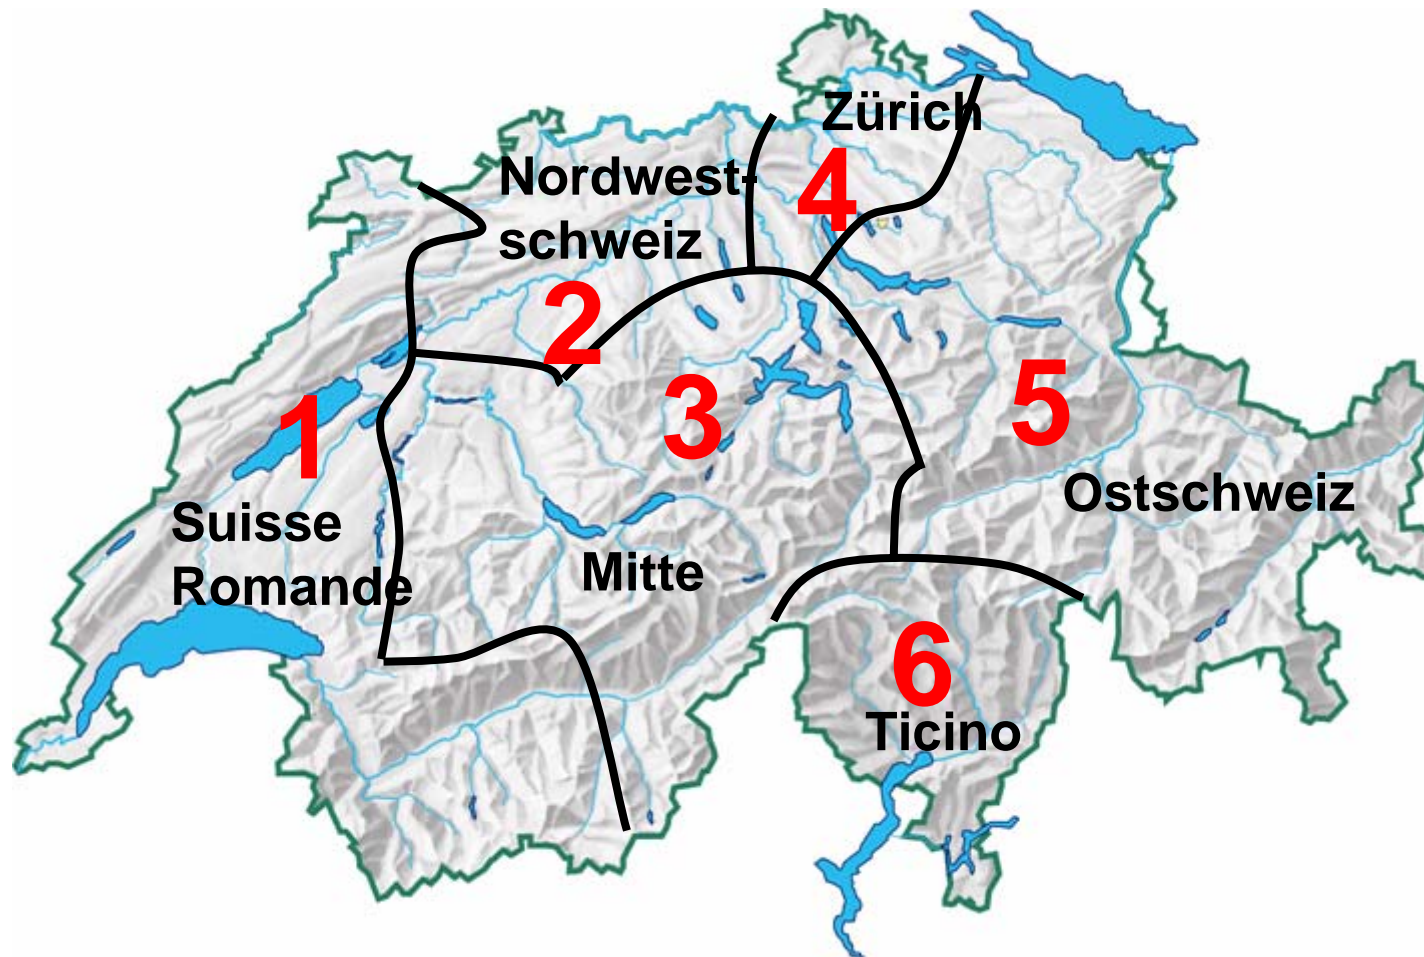 Zürich
4
Nordwest-
schweiz
2
3
5
1
Ostschweiz
Suisse
Romande
Mitte
6
Ticino